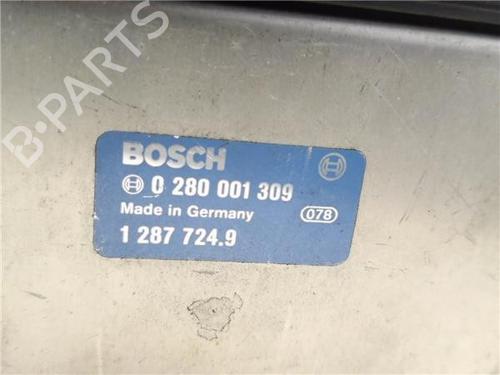 B-PARTS
BOSCH
0 280 001 309
Made in Germany 078
1 287 724.9